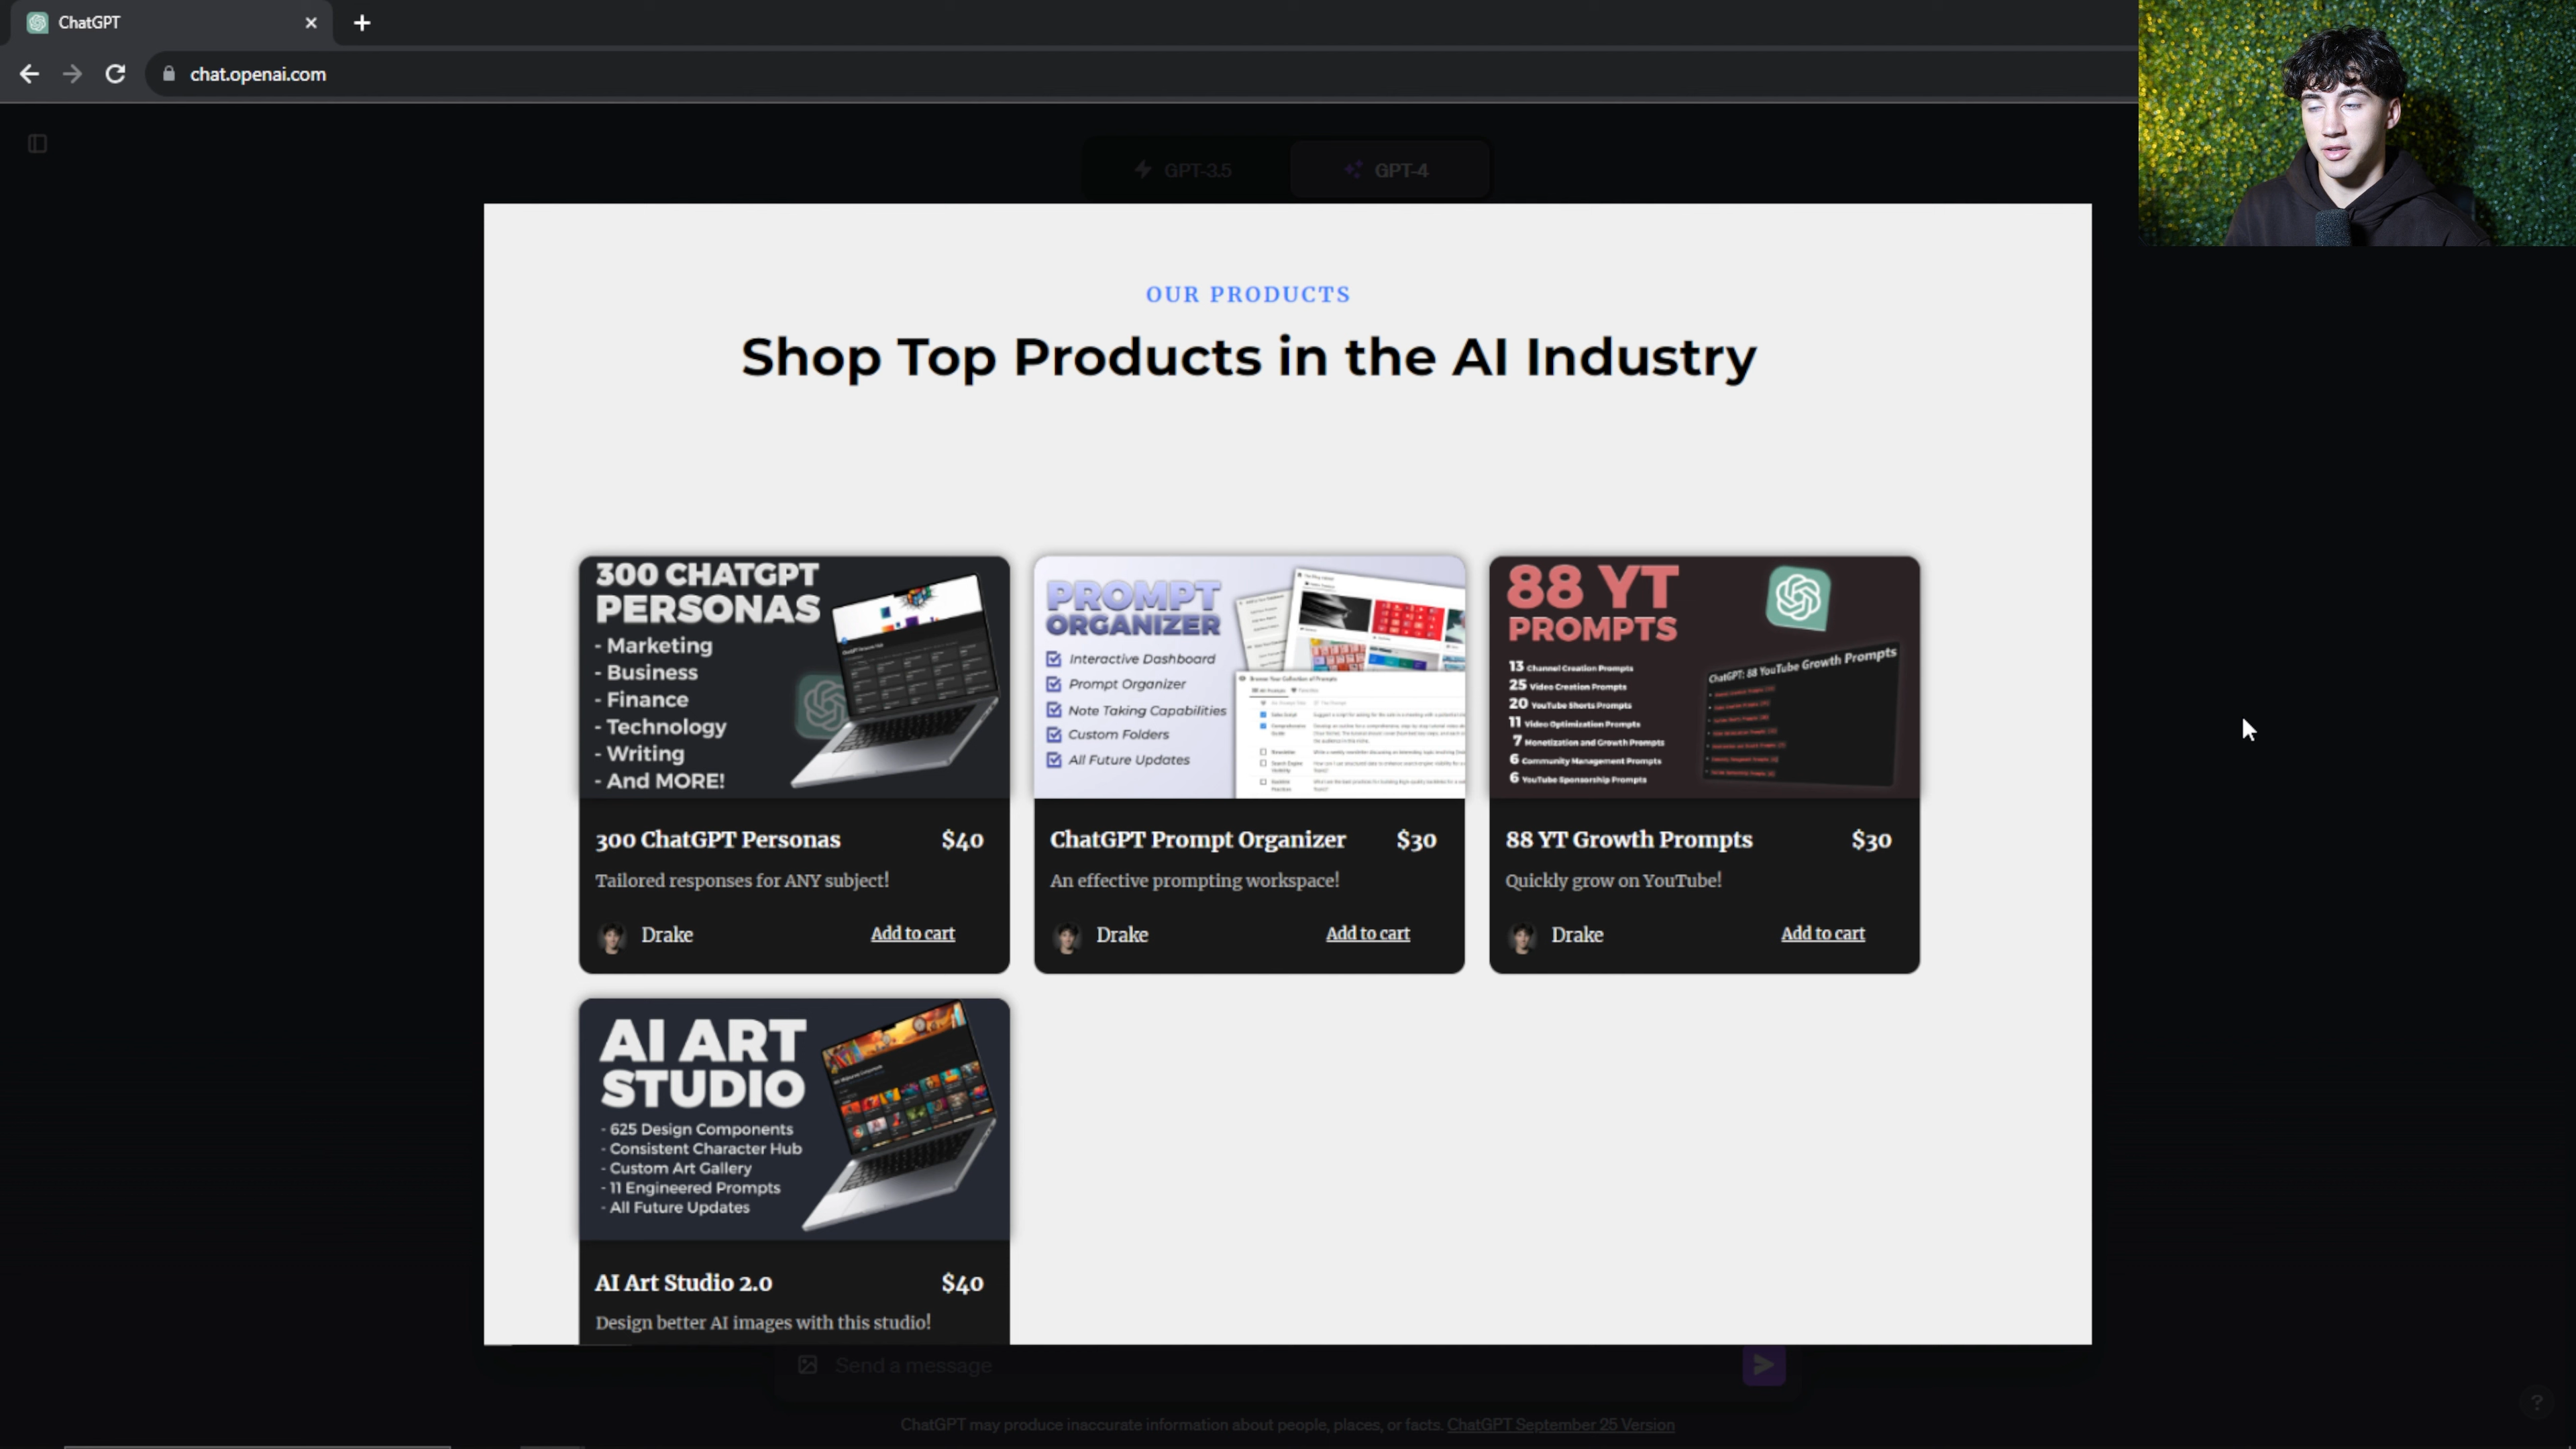 ChatGPT
chat.openai.com
GPT-3.5
GPT-4
OUR PRODUCTS
Shop Top Products in the AI Industry
300 CHATGPT
PERSONAS
- Marketing
- Business
- Finance
- Technology
- Writing
- And MORE!
300 ChatGPT Personas $40
Tailored responses for ANY subject!
Drake Add to cart
PROMPT
ORGANIZER
Interactive Dashboard
Prompt Organizer
Note Taking Capabilities
Custom Folders
All Future Updates
Browse Your Collection of Prompts
ChatGPT Prompt Organizer $30
An effective prompting workspace!
Drake Add to cart
88 YT
PROMPTS
13 Channel Creation Prompts
25 Video Creation Prompts
20 YouTube Shorts Prompts
11 Video Optimization Prompts
7 Monetization and Growth Prompts
6 Community Management Prompts
6 YouTube Sponsorship Prompts
ChatGPT: 88 YouTube Growth Prompts
88 YT Growth Prompts $30
Quickly grow on YouTube!
Drake Add to cart
AI ART
STUDIO
- 625 Design Components
- Consistent Character Hub
- Custom Art Gallery
- 11 Engineered Prompts
- All Future Updates
AI Art Studio 2.0 $40
Design better AI images with this studio!
Send a message
ChatGPT may produce inaccurate information about people, places, or facts. ChatGPT September 25 Version
?